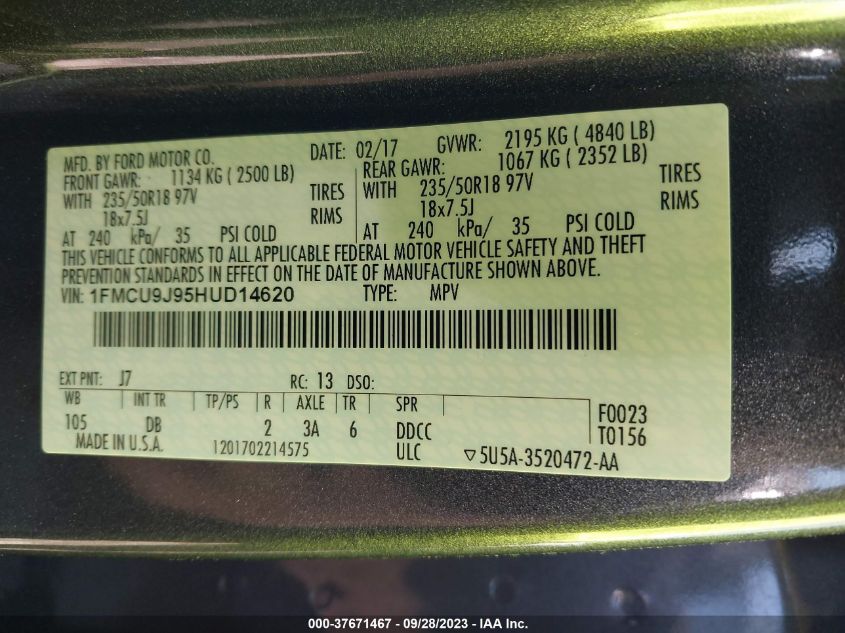 MFD. BY FORD MOTOR CO.
DATE: 02/17 GVWR: 2195 KG ( 4840 LB)
FRONT GAWR: 1134 KG ( 2500 LB)
REAR GAWR: 1067 KG ( 2352 LB)
WITH 235/50R18 97V TIRES
WITH 235/50R18 97V TIRES
18x7.5J RIMS
18x7.5J RIMS
AT 240 kPa/ 35 PSI COLD
AT 240 kPa/ 35 PSI COLD
THIS VEHICLE CONFORMS TO ALL APPLICABLE FEDERAL MOTOR VEHICLE SAFETY AND THEFT
PREVENTION STANDARDS IN EFFECT ON THE DATE OF MANUFACTURE SHOWN ABOVE.
VIN: 1FMCU9J95HUD14620 TYPE: MPV
EXT PNT: J7 RC: 13 DSO:
WB INT TR TP/PS R AXLE TR SPR
105 DB 2 3A 6 DDCC
F0023
T0156
MADE IN U.S.A. 1201702214575 ULC ▽5U5A-3520472-AA
000-37671467 - 09/28/2023 - IAA Inc.